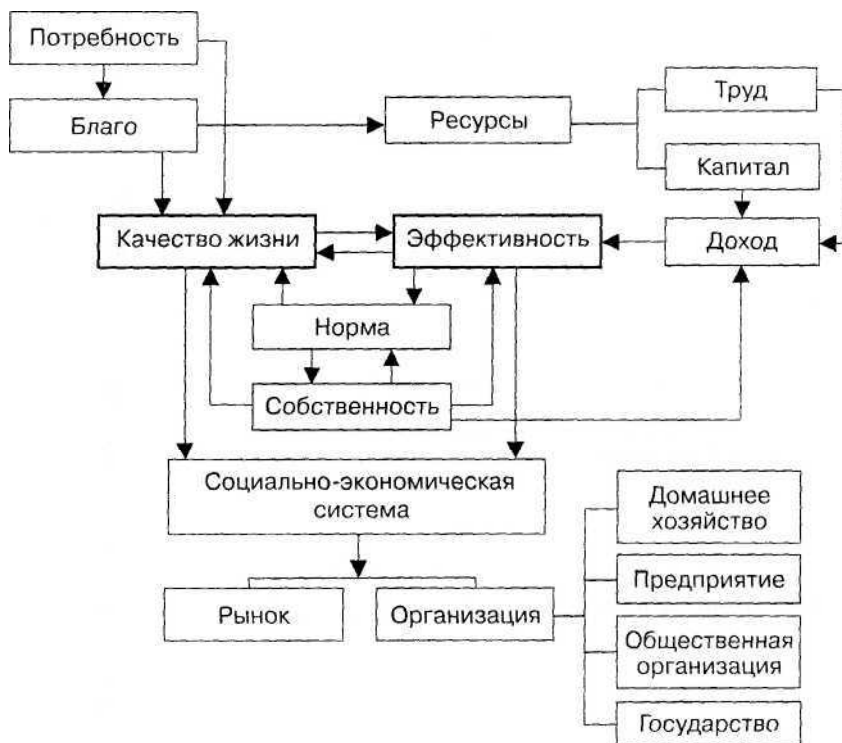 Потребность
Благо
Ресурсы
Труд
Капитал
Качество жизни
Эффективность
Доход
Норма
Собственность
Социально-экономическая
система
Рынок
Организация
Домашнее
хозяйство
Предприятие
Общественная
организация
Государство